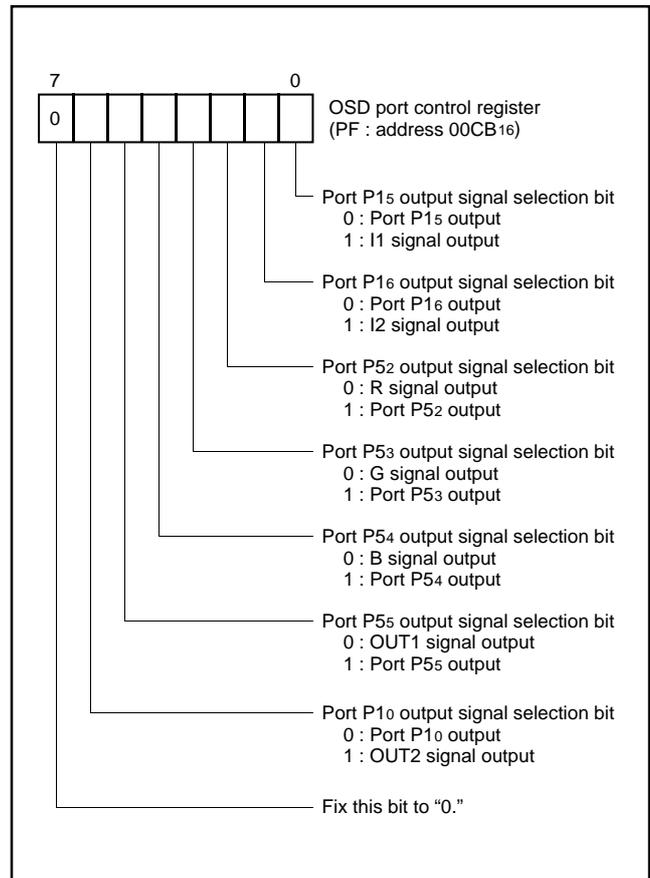 7 0
0
OSD port control register
(PF : address 00CB16)
Port P15 output signal selection bit
0 : Port P15 output
1 : I1 signal output
Port P16 output signal selection bit
0 : Port P16 output
1 : I2 signal output
Port P52 output signal selection bit
0 : R signal output
1 : Port P52 output
Port P53 output signal selection bit
0 : G signal output
1 : Port P53 output
Port P54 output signal selection bit
0 : B signal output
1 : Port P54 output
Port P55 output signal selection bit
0 : OUT1 signal output
1 : Port P55 output
Port P10 output signal selection bit
0 : Port P10 output
1 : OUT2 signal output
Fix this bit to “0.”